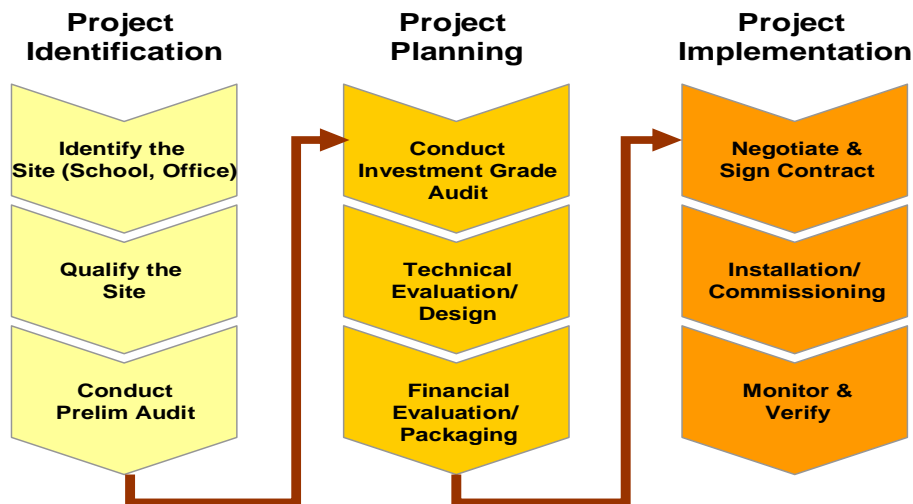 Project
Identification
Identify the
Site (School, Office)
Qualify the
Site
Conduct
Prelim Audit
Project
Planning
Conduct
Investment Grade
Audit
Technical
Evaluation/
Design
Financial
Evaluation/
Packaging
Project
Implementation
Negotiate &
Sign Contract
Installation/
Commissioning
Monitor &
Verify